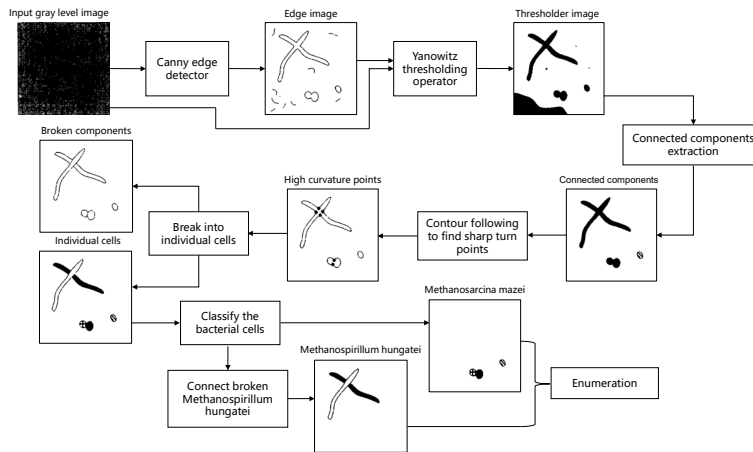 Input gray level image
Edge image
Thresholder image
Canny edge
detector
Yanowitz
thresholding
operator
Broken components
Connected components
extraction
High curvature points
Connected components
Break into
individual cells
Contour following
to find sharp turn
points
Individual cells
Methanosarcina mazei
Classify the
bacterial cells
Methanospirillum hungatei
Connect broken
Methanospirillum
hungatei
Enumeration